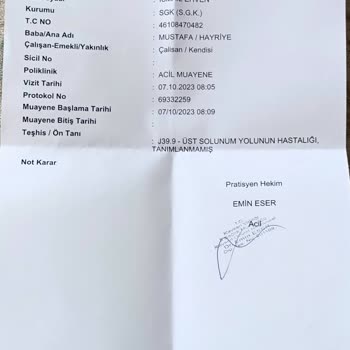 Kurumu : SGK (S.G.K.)
T.C NO : 46108470482
Baba/Ana Adı : MUSTAFA / HAYRİYE
Çalışan-Emekli/Yakınlık : Çalisan / Kendisi
Sicil No :
Poliklinik : ACİL MUAYENE
Vizit Tarihi : 07.10.2023 08:05
Protokol No : 69332259
Muayene Başlama Tarihi : 07/10/2023 08:09
Muayene Bitiş Tarihi :
Teşhis / Ön Tanı : J39.9 - ÜST SOLUNUM YOLUNUN HASTALIĞI,
TANIMLANMAMIŞ
Not Karar
Pratisyen Hekim
EMİN ESER
Acil